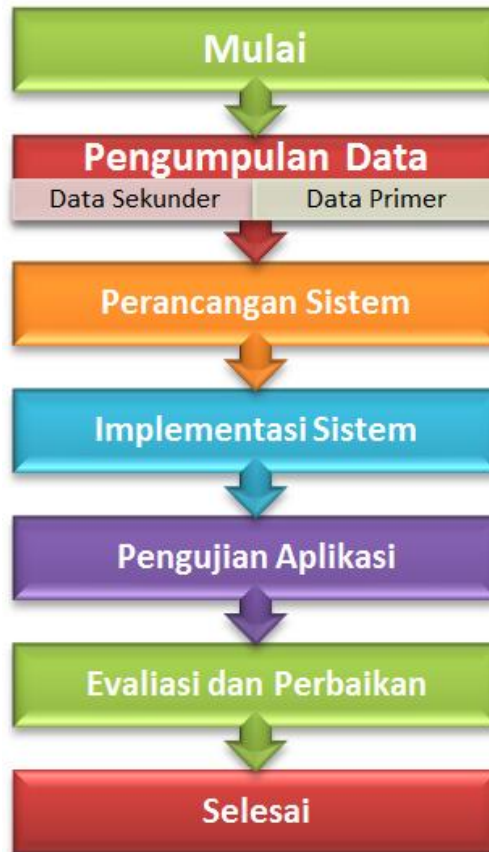 Mulai
Pengumpulan Data
Data Sekunder Data Primer
Perancangan Sistem
Implementasi Sistem
Pengujian Aplikasi
Evaliasi dan Perbaikan
Selesai